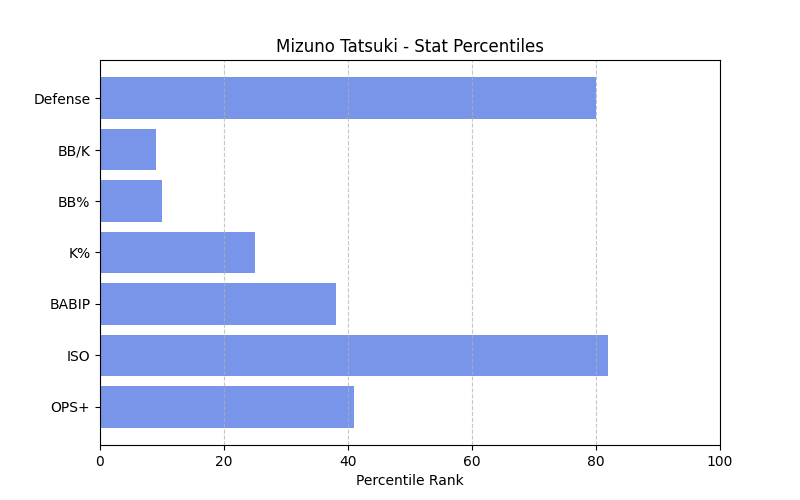 Mizuno Tatsuki - Stat Percentiles
Defense
BB/K
BB%
K%
BABIP
ISO
OPS+
0 20 40 60 80 100
Percentile Rank